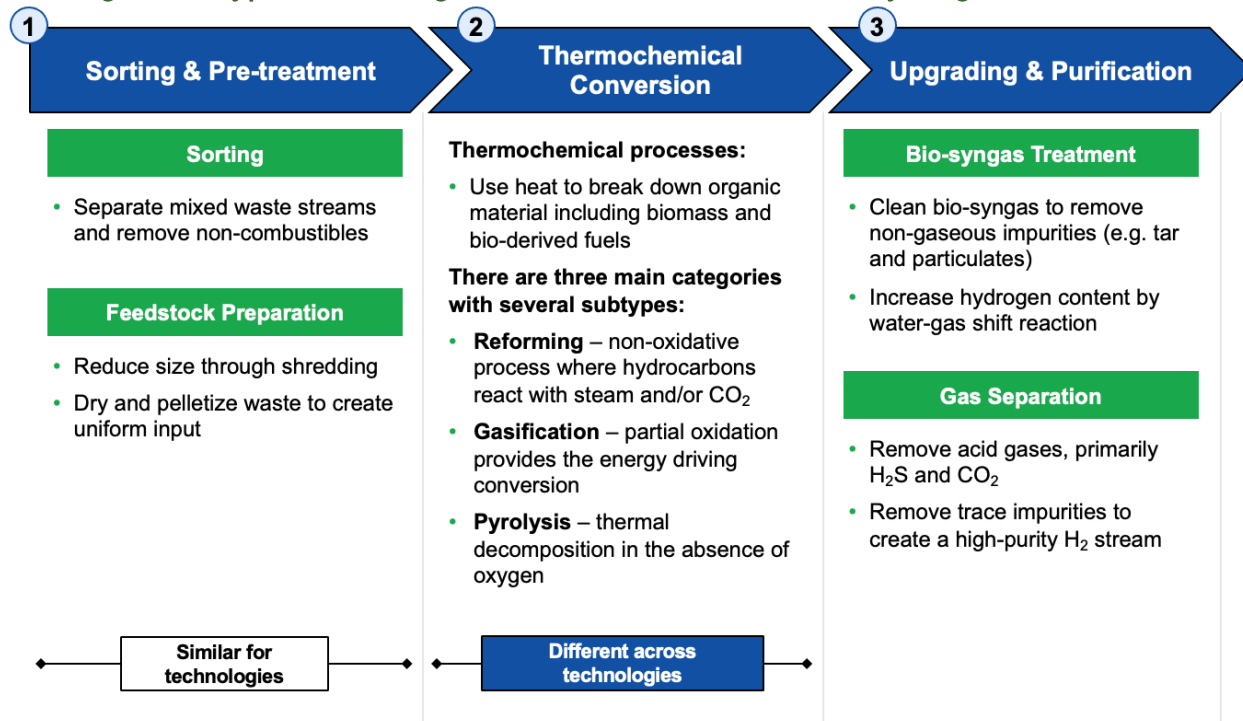 1
Sorting & Pre-treatment
2
Thermochemical
Conversion
3
Upgrading & Purification
Sorting
• Separate mixed waste streams
and remove non-combustibles
Feedstock Preparation
• Reduce size through shredding
• Dry and pelletize waste to create
uniform input
Similar for
technologies
Thermochemical processes:
• Use heat to break down organic
material including biomass and
bio-derived fuels
There are three main categories
with several subtypes:
• Reforming – non-oxidative
process where hydrocarbons
react with steam and/or CO₂
• Gasification – partial oxidation
provides the energy driving
conversion
• Pyrolysis – thermal
decomposition in the absence of
oxygen
Different across
technologies
Bio-syngas Treatment
• Clean bio-syngas to remove
non-gaseous impurities (e.g. tar
and particulates)
• Increase hydrogen content by
water-gas shift reaction
Gas Separation
• Remove acid gases, primarily
H₂S and CO₂
• Remove trace impurities to
create a high-purity H₂ stream